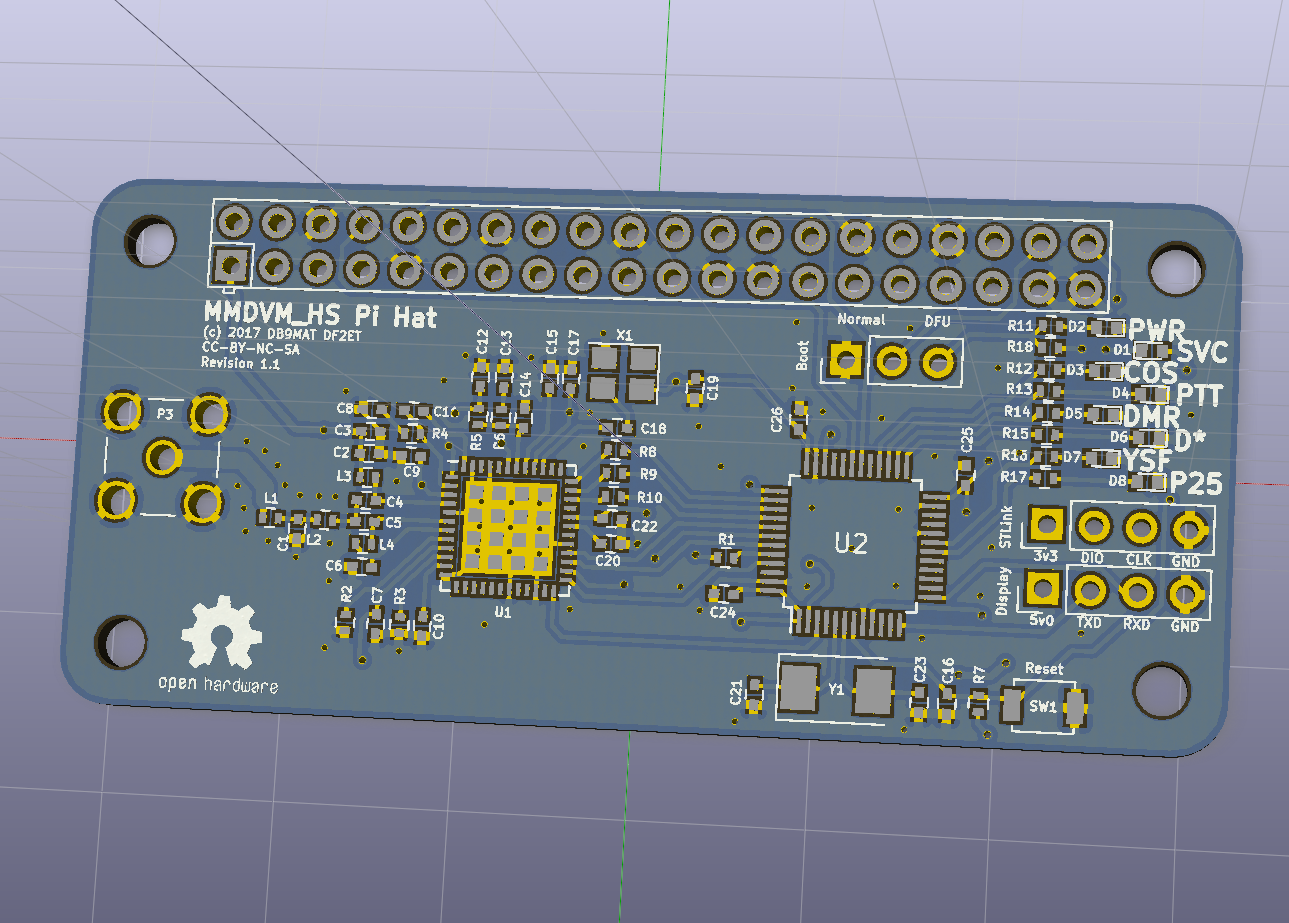 MMDVM_HS Pi Hat
(c) 2017 DB9MAT DF2ET
CC-BY-NC-SA
Revision 1.1
Normal DFU
Boot
X1
C12 C13 C15 C17
C14
C19
R11 D2 PWR
R18 D1 SVC
R12 D3 COS
R13 D4 PTT
R14 D5 DMR
R15 D6 D*
D7 YSF
R17 D8 P25
P3
C8
C3 R4
C2 C9
L3
C4
C5
L4
C6
R5
C18
R8
R9
R10
C22
C20
C26
C25
L1
C1 L2
U1
U2
R1
C24
STLink
3v3 DIO CLK GND
Display
5v0 TXD RXD GND
R2 C7 R3 C10
open hardware
C21
Y1
C23 C16 R7
Reset
SW1